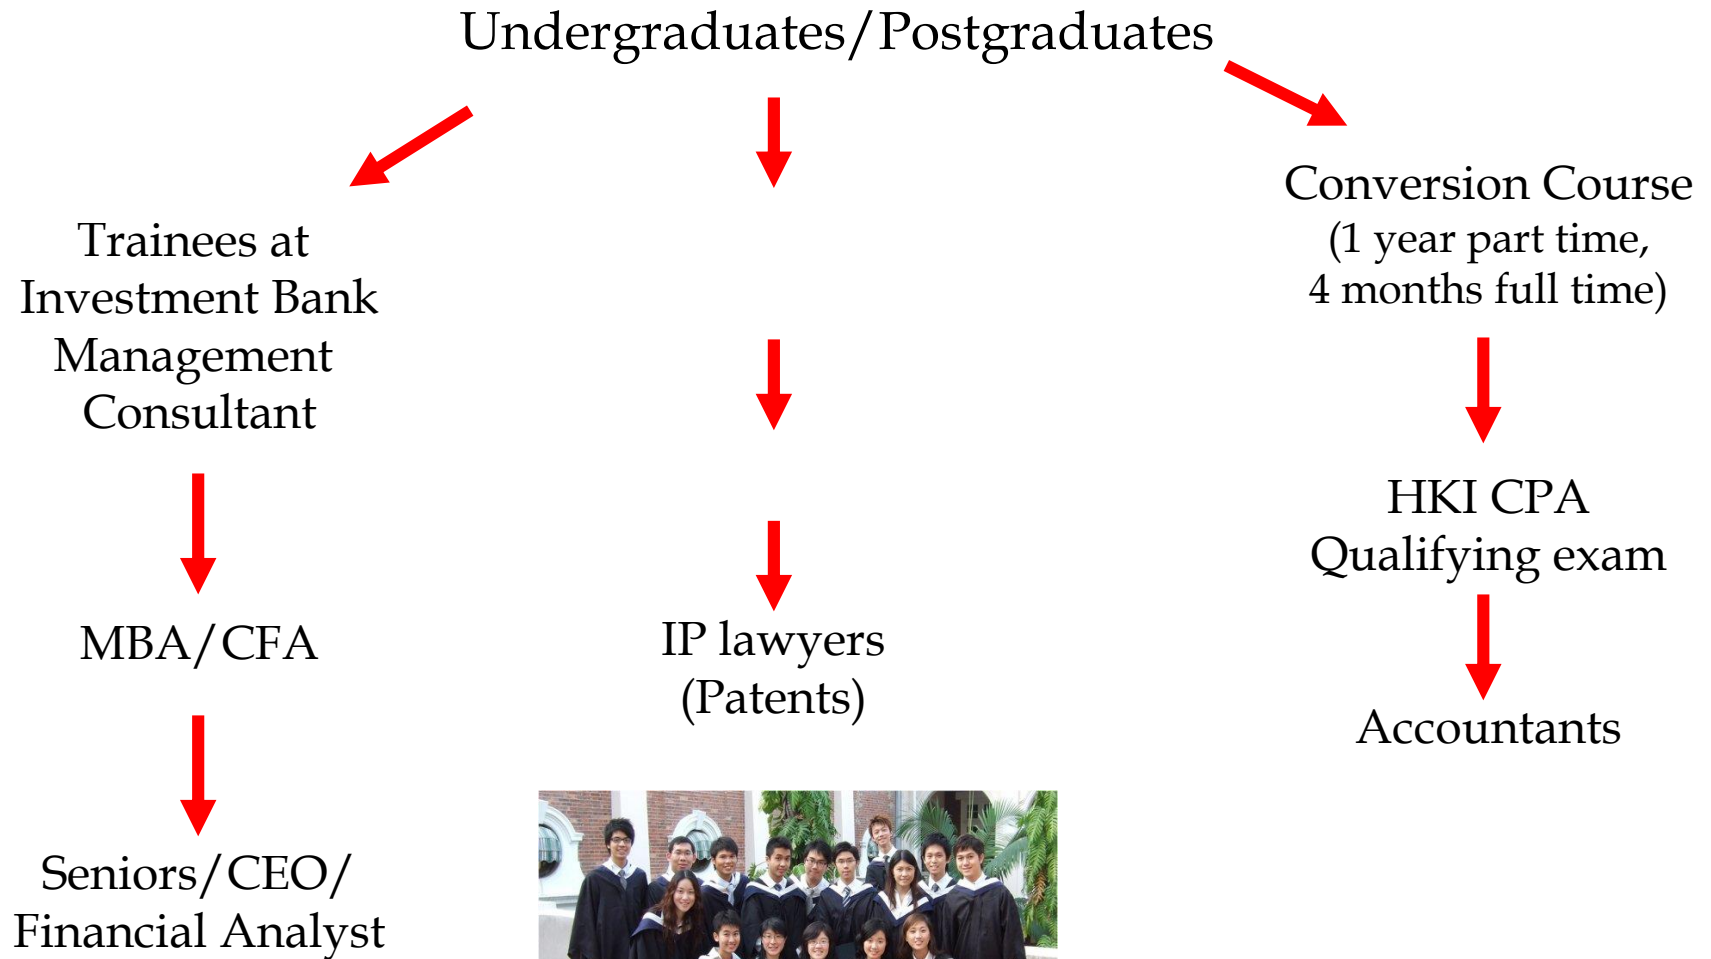 Undergraduates/Postgraduates
Trainees at
Investment Bank
Management
Consultant
MBA/CFA
Seniors/CEO/
Financial Analyst
IP lawyers
(Patents)
Conversion Course
(1 year part time,
4 months full time)
HKI CPA
Qualifying exam
Accountants